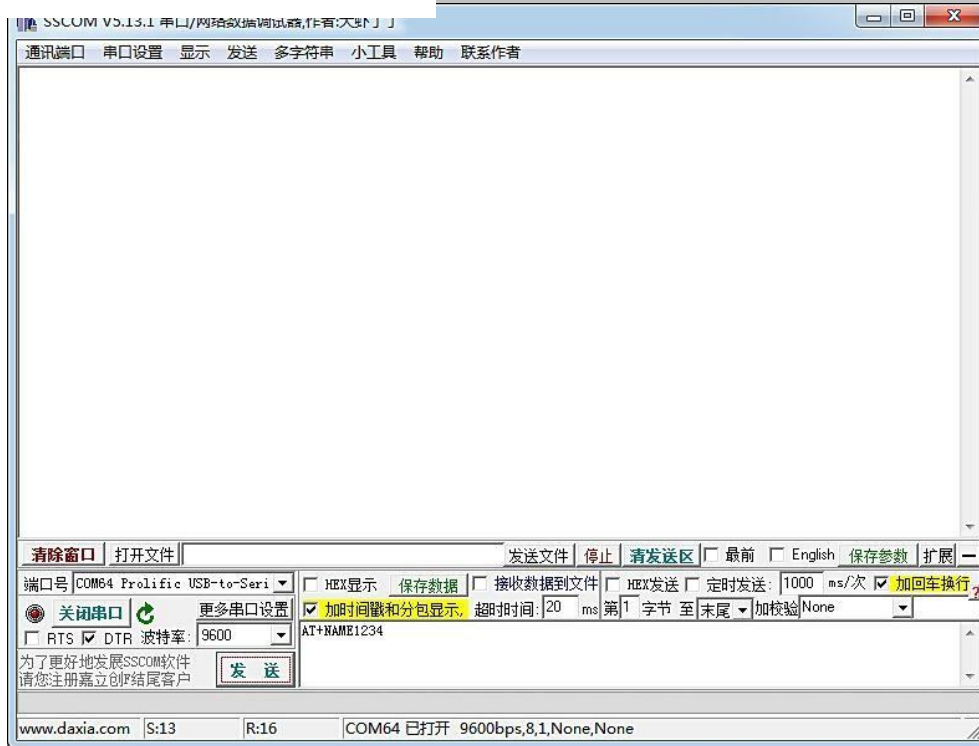 SSCOM V5.13.1 串口/网络数据调试器,作者:大虾丁丁
通讯端口 串口设置 显示 发送 多字符串 小工具 帮助 联系作者
清除窗口 打开文件 发送文件 停止 清发送区 最前 English 保存参数 扩展 —
端口号 COM64 Prolific USB-to-Seri HEX显示 保存数据 接收数据到文件 HEX发送 定时发送: 1000 ms/次 加回车换行
关闭串口 更多串口设置 加时间戳和分包显示, 超时时间: 20 ms 第1 字节 至 末尾 加校验 None ?
RTS DTR 波特率: 9600 AT+NAME1234
为了更好地发展SSCOM软件
请您注册嘉立创F结尾客户 发 送
www.daxia.com S:13 R:16 COM64 已打开 9600bps,8,1,None,None